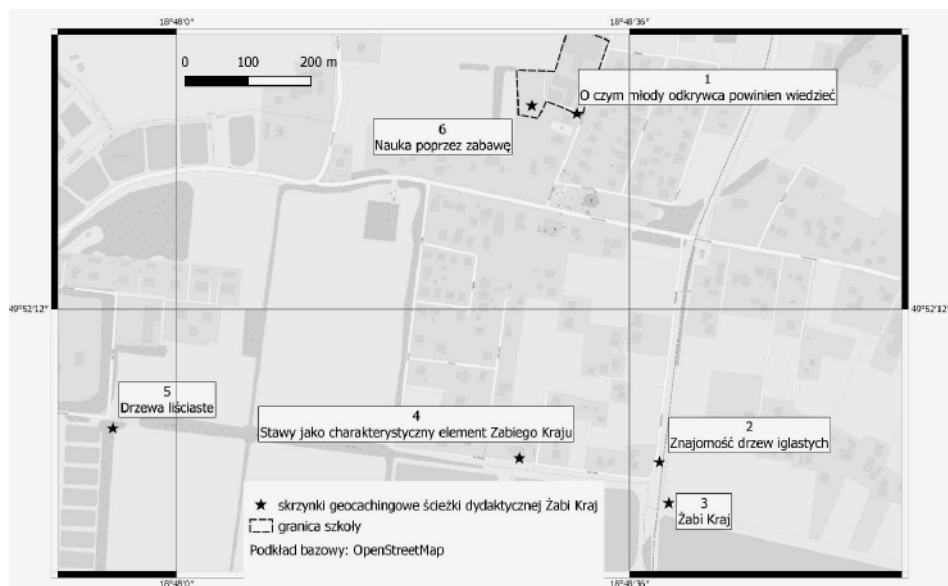 18°48'0"
18°48'36"
0 100 200 m
1
O czym młody odkrywca powinien wiedzieć
6
Nauka poprzez zabawę
49°52'12"
49°52'12"
5
Drzewa liściaste
4
Stawy jako charakterystyczny element Żabiego Kraju
2
Znajomość drzew iglastych
3
Żabi Kraj
skrzynki geocachingowe ścieżki dydaktycznej Żabi Kraj
granica szkoły
Podkład bazowy: OpenStreetMap
18°48'0"
18°48'36"